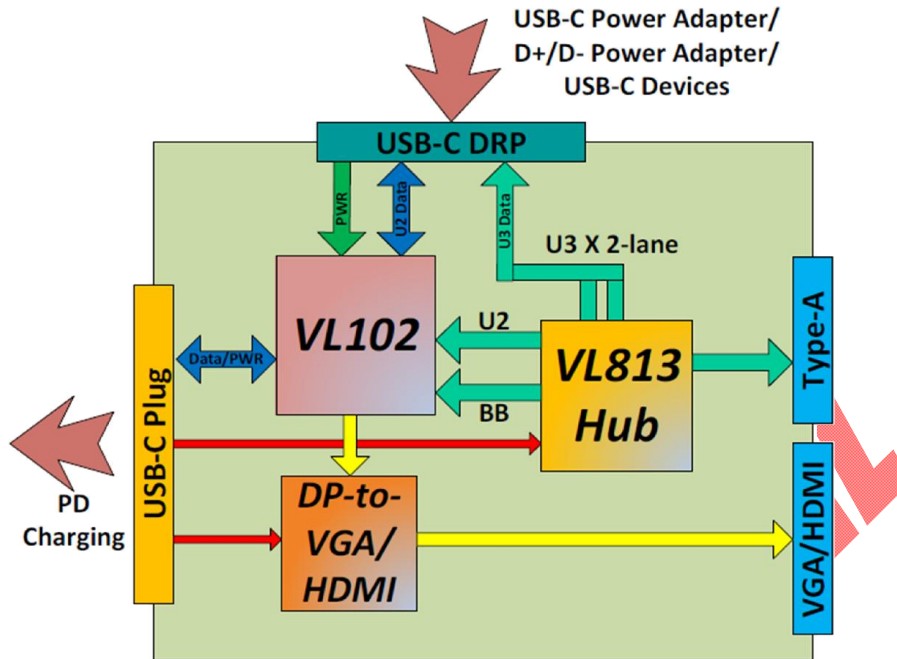 USB-C Power Adapter/
D+/D- Power Adapter/
USB-C Devices
USB-C DRP
PWR
U2 Data
U3 Data
U3 X 2-lane
VL102
U2
BB
VL813
Hub
Type-A
Data/PWR
USB-C Plug
PD
Charging
DP-to-
VGA/
HDMI
VGA/HDMI